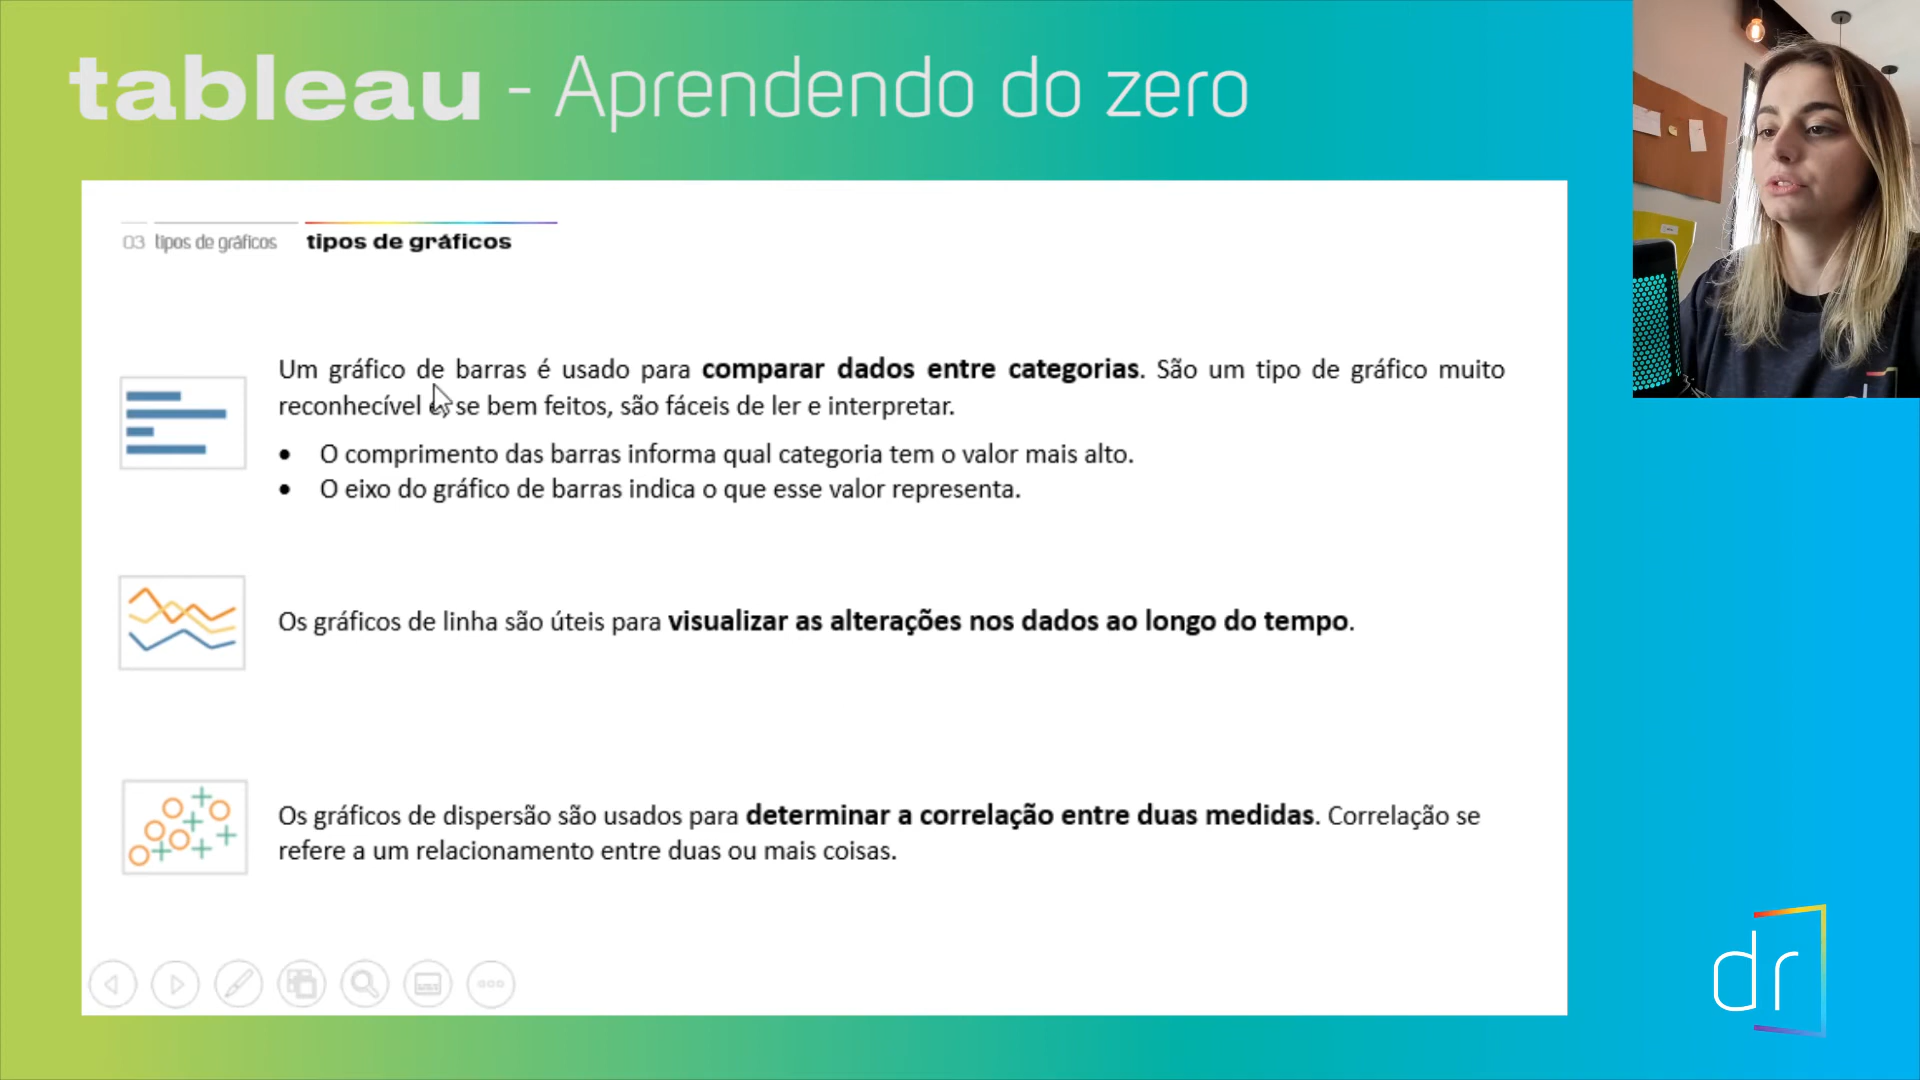 tableau - Aprendendo do zero
03 tipos de gráficos tipos de gráficos
Um gráfico de barras é usado para comparar dados entre categorias. São um tipo de gráfico muito
reconhecível e, se bem feitos, são fáceis de ler e interpretar.
• O comprimento das barras informa qual categoria tem o valor mais alto.
• O eixo do gráfico de barras indica o que esse valor representa.
Os gráficos de linha são úteis para visualizar as alterações nos dados ao longo do tempo.
Os gráficos de dispersão são usados para determinar a correlação entre duas medidas. Correlação se
refere a um relacionamento entre duas ou mais coisas.
dr